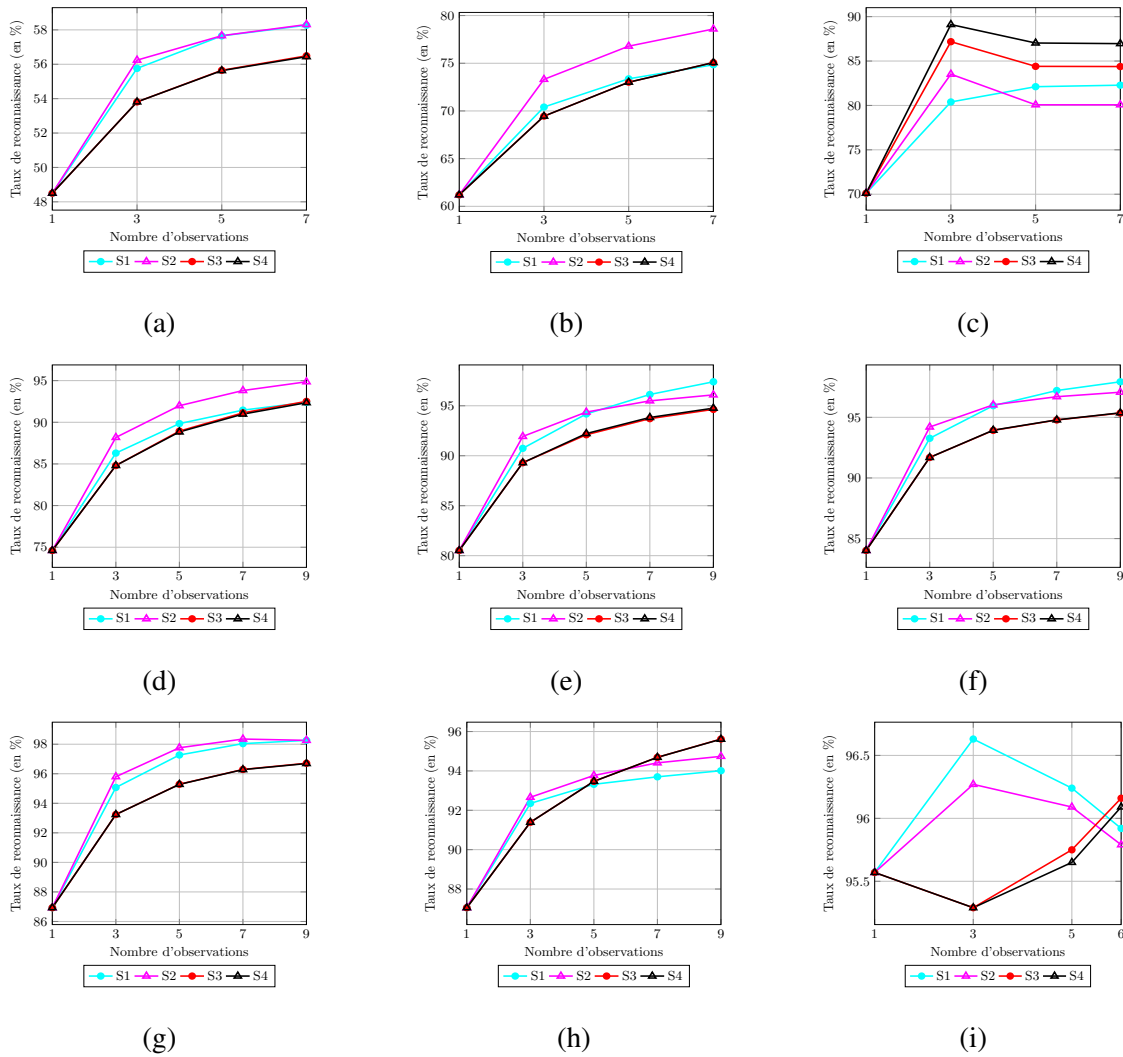 Taux de reconnaissance (en %)
58
56
54
52
50
48
1 3 5 7
Nombre d'observations
S1 S2 S3 S4
(a)
Taux de reconnaissance (en %)
80
75
70
65
60
1 3 5 7
Nombre d'observations
S1 S2 S3 S4
(b)
Taux de reconnaissance (en %)
90
85
80
75
70
1 3 5 7
Nombre d'observations
S1 S2 S3 S4
(c)
Taux de reconnaissance (en %)
95
90
85
80
75
1 3 5 7 9
Nombre d'observations
S1 S2 S3 S4
(d)
Taux de reconnaissance (en %)
95
90
85
80
1 3 5 7 9
Nombre d'observations
S1 S2 S3 S4
(e)
Taux de reconnaissance (en %)
95
90
85
1 3 5 7 9
Nombre d'observations
S1 S2 S3 S4
(f)
Taux de reconnaissance (en %)
98
96
94
92
90
88
86
1 3 5 7 9
Nombre d'observations
S1 S2 S3 S4
(g)
Taux de reconnaissance (en %)
96
94
92
90
88
1 3 5 7 9
Nombre d'observations
S1 S2 S3 S4
(h)
Taux de reconnaissance (en %)
96.5
96
95.5
1 3 5 6
Nombre d'observations
S1 S2 S3 S4
(i)